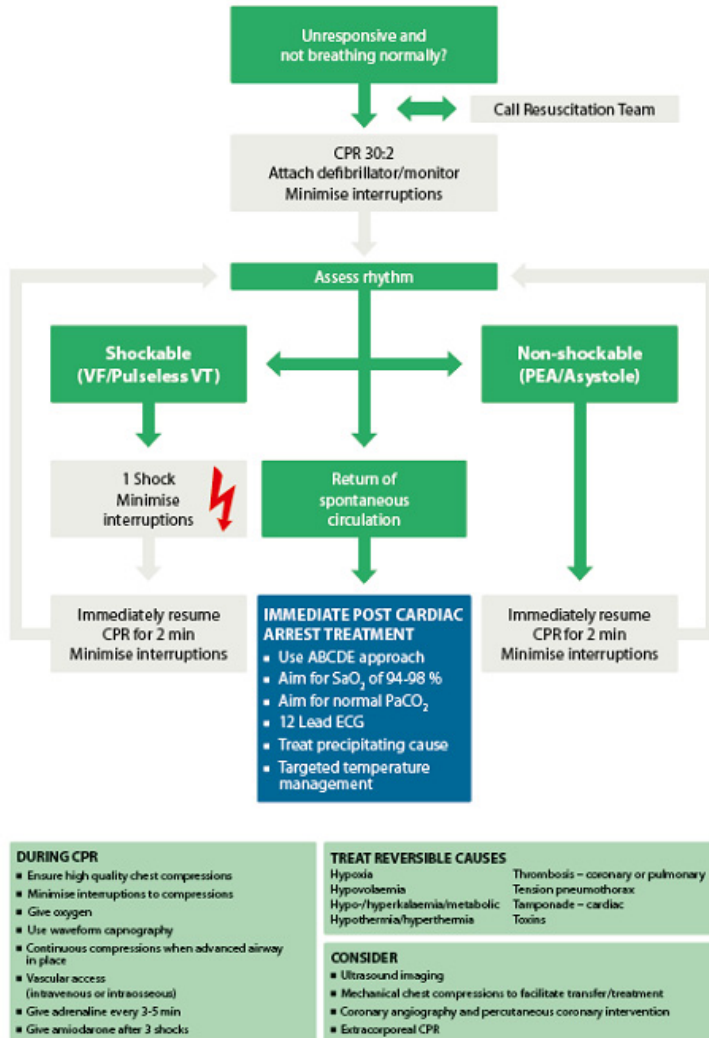 Unresponsive and
not breathing normally?
Call Resuscitation Team
CPR 30:2
Attach defibrillator/monitor
Minimise interruptions
Assess rhythm
Shockable
(VF/Pulseless VT)
Non-shockable
(PEA/Asystole)
1 Shock
Minimise
interruptions
Return of
spontaneous
circulation
Immediately resume
CPR for 2 min
Minimise interruptions
IMMEDIATE POST CARDIAC
ARREST TREATMENT
▪ Use ABCDE approach
▪ Aim for SaO₂ of 94-98 %
▪ Aim for normal PaCO₂
▪ 12 Lead ECG
▪ Treat precipitating cause
▪ Targeted temperature
management
Immediately resume
CPR for 2 min
Minimise interruptions
DURING CPR
▪ Ensure high quality chest compressions
▪ Minimise interruptions to compressions
▪ Give oxygen
▪ Use waveform capnography
▪ Continuous compressions when advanced airway
in place
▪ Vascular access
(intravenous or intraosseous)
▪ Give adrenaline every 3-5 min
▪ Give amiodarone after 3 shocks
TREAT REVERSIBLE CAUSES
Hypoxia
Hypovolaemia
Hypo-/hyperkalaemia/metabolic
Hypothermia/hyperthermia
Thrombosis – coronary or pulmonary
Tension pneumothorax
Tamponade – cardiac
Toxins
CONSIDER
▪ Ultrasound imaging
▪ Mechanical chest compressions to facilitate transfer/treatment
▪ Coronary angiography and percutaneous coronary intervention
▪ Extracorporeal CPR